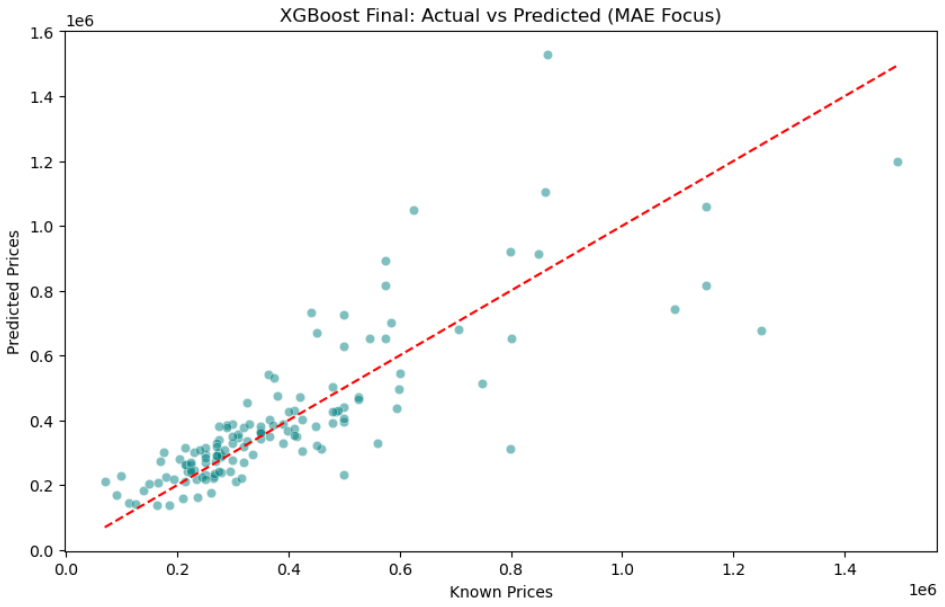 XGBoost Final: Actual vs Predicted (MAE Focus)
1e6
1.6
1.4
1.2
1.0
0.8
0.6
0.4
0.2
0.0
Predicted Prices
0.0 0.2 0.4 0.6 0.8 1.0 1.2 1.4
1e6
Known Prices